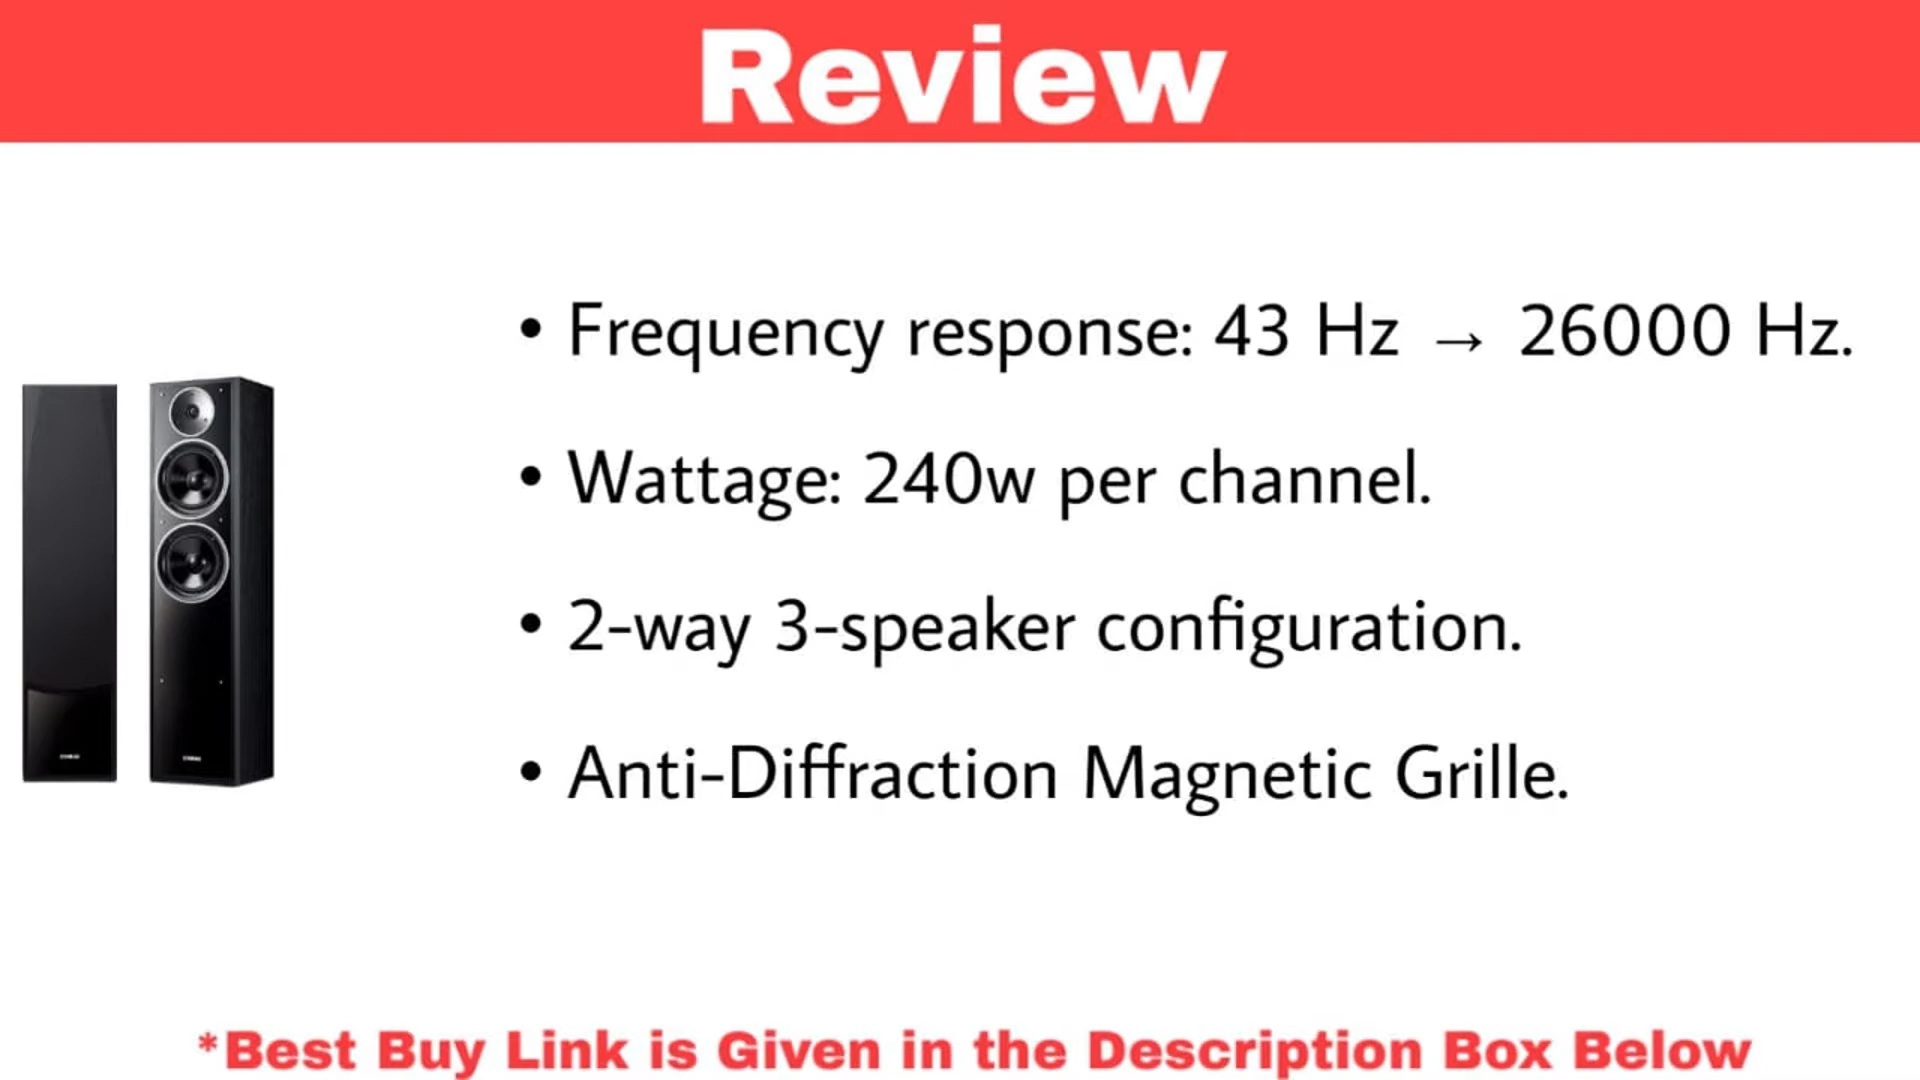 Review
• Frequency response: 43 Hz → 26000 Hz.
• Wattage: 240w per channel.
• 2-way 3-speaker configuration.
• Anti-Diffraction Magnetic Grille.
*Best Buy Link is Given in the Description Box Below